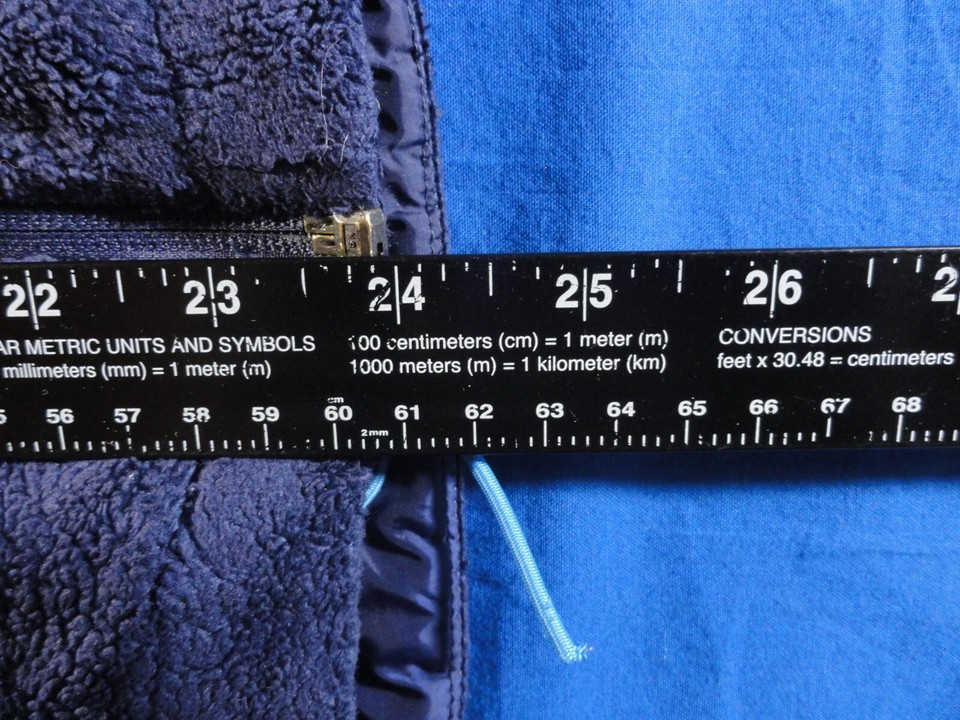 22 23 24 25 26 2
AR METRIC UNITS AND SYMBOLS 100 centimeters (cm) = 1 meter (m) CONVERSIONS
millimeters (mm) = 1 meter (m) 1000 meters (m) = 1 kilometer (km) feet x 30.48 = centimeters
cm
5 56 57 58 59 60 61 62 63 64 65 66 67 68
2mm